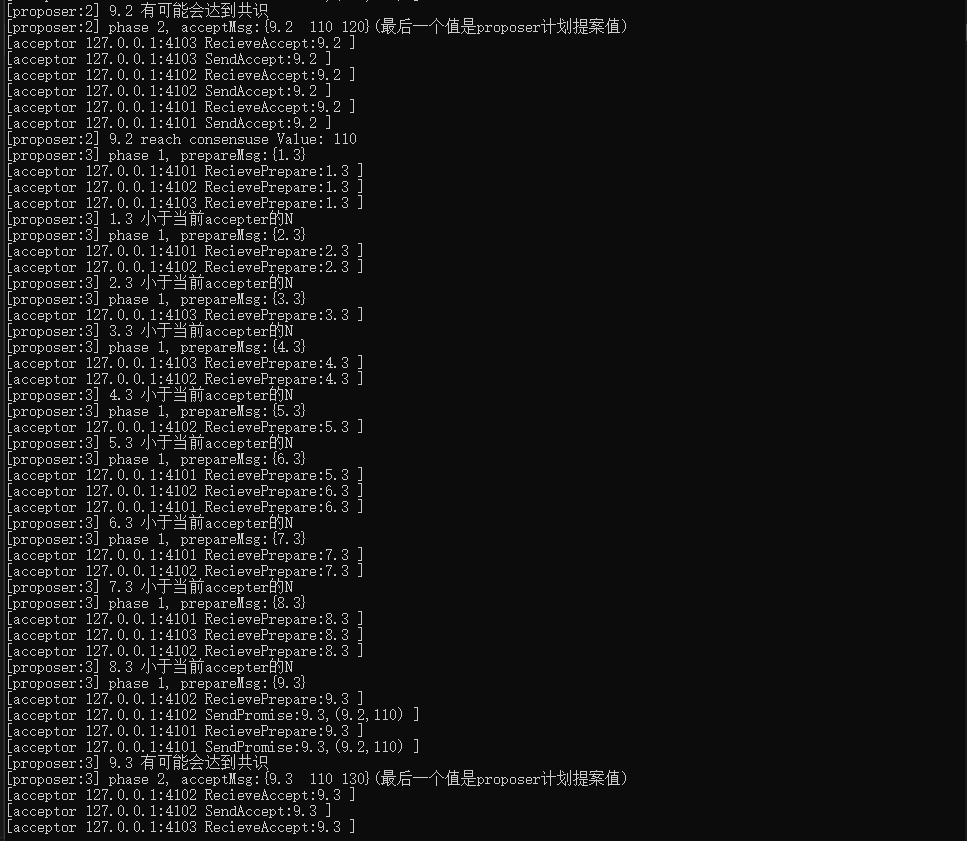 [proposer:2] 9.2 有可能会达到共识
[proposer:2] phase 2, acceptMsg:{9.2  110 120}(最后一个值是proposer计划提案值)
[acceptor 127.0.0.1:4103 RecieveAccept:9.2 ]
[acceptor 127.0.0.1:4103 SendAccept:9.2 ]
[acceptor 127.0.0.1:4102 RecieveAccept:9.2 ]
[acceptor 127.0.0.1:4102 SendAccept:9.2 ]
[acceptor 127.0.0.1:4101 RecieveAccept:9.2 ]
[acceptor 127.0.0.1:4101 SendAccept:9.2 ]
[proposer:2] 9.2 reach consensuse Value: 110
[proposer:3] phase 1, prepareMsg:{1.3}
[acceptor 127.0.0.1:4101 RecievePrepare:1.3 ]
[acceptor 127.0.0.1:4102 RecievePrepare:1.3 ]
[acceptor 127.0.0.1:4103 RecievePrepare:1.3 ]
[proposer:3] 1.3 小于当前accepter的N
[proposer:3] phase 1, prepareMsg:{2.3}
[acceptor 127.0.0.1:4101 RecievePrepare:2.3 ]
[acceptor 127.0.0.1:4102 RecievePrepare:2.3 ]
[proposer:3] 2.3 小于当前accepter的N
[proposer:3] phase 1, prepareMsg:{3.3}
[acceptor 127.0.0.1:4103 RecievePrepare:3.3 ]
[proposer:3] 3.3 小于当前accepter的N
[proposer:3] phase 1, prepareMsg:{4.3}
[acceptor 127.0.0.1:4103 RecievePrepare:4.3 ]
[acceptor 127.0.0.1:4102 RecievePrepare:4.3 ]
[proposer:3] 4.3 小于当前accepter的N
[proposer:3] phase 1, prepareMsg:{5.3}
[acceptor 127.0.0.1:4102 RecievePrepare:5.3 ]
[proposer:3] 5.3 小于当前accepter的N
[proposer:3] phase 1, prepareMsg:{6.3}
[acceptor 127.0.0.1:4101 RecievePrepare:5.3 ]
[acceptor 127.0.0.1:4102 RecievePrepare:6.3 ]
[acceptor 127.0.0.1:4101 RecievePrepare:6.3 ]
[proposer:3] 6.3 小于当前accepter的N
[proposer:3] phase 1, prepareMsg:{7.3}
[acceptor 127.0.0.1:4101 RecievePrepare:7.3 ]
[acceptor 127.0.0.1:4102 RecievePrepare:7.3 ]
[proposer:3] 7.3 小于当前accepter的N
[proposer:3] phase 1, prepareMsg:{8.3}
[acceptor 127.0.0.1:4101 RecievePrepare:8.3 ]
[acceptor 127.0.0.1:4103 RecievePrepare:8.3 ]
[acceptor 127.0.0.1:4102 RecievePrepare:8.3 ]
[proposer:3] 8.3 小于当前accepter的N
[proposer:3] phase 1, prepareMsg:{9.3}
[acceptor 127.0.0.1:4102 RecievePrepare:9.3 ]
[acceptor 127.0.0.1:4102 SendPromise:9.3,(9.2,110) ]
[acceptor 127.0.0.1:4101 RecievePrepare:9.3 ]
[acceptor 127.0.0.1:4101 SendPromise:9.3,(9.2,110) ]
[proposer:3] 9.3 有可能会达到共识
[proposer:3] phase 2, acceptMsg:{9.3  110 130}(最后一个值是proposer计划提案值)
[acceptor 127.0.0.1:4102 RecieveAccept:9.3 ]
[acceptor 127.0.0.1:4102 SendAccept:9.3 ]
[acceptor 127.0.0.1:4103 RecieveAccept:9.3 ]